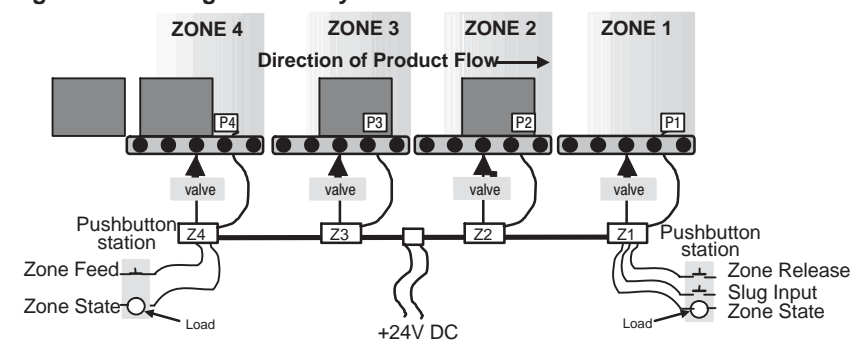 ZONE 4 ZONE 3 ZONE 2 ZONE 1
Direction of Product Flow
P4 P3 P2 P1
valve valve valve valve
Pushbutton station
Z4 Z3 Z2 Z1
Pushbutton station
Zone Feed
Zone State
Load
+24V DC
Zone Release
Slug Input
Zone State
Load